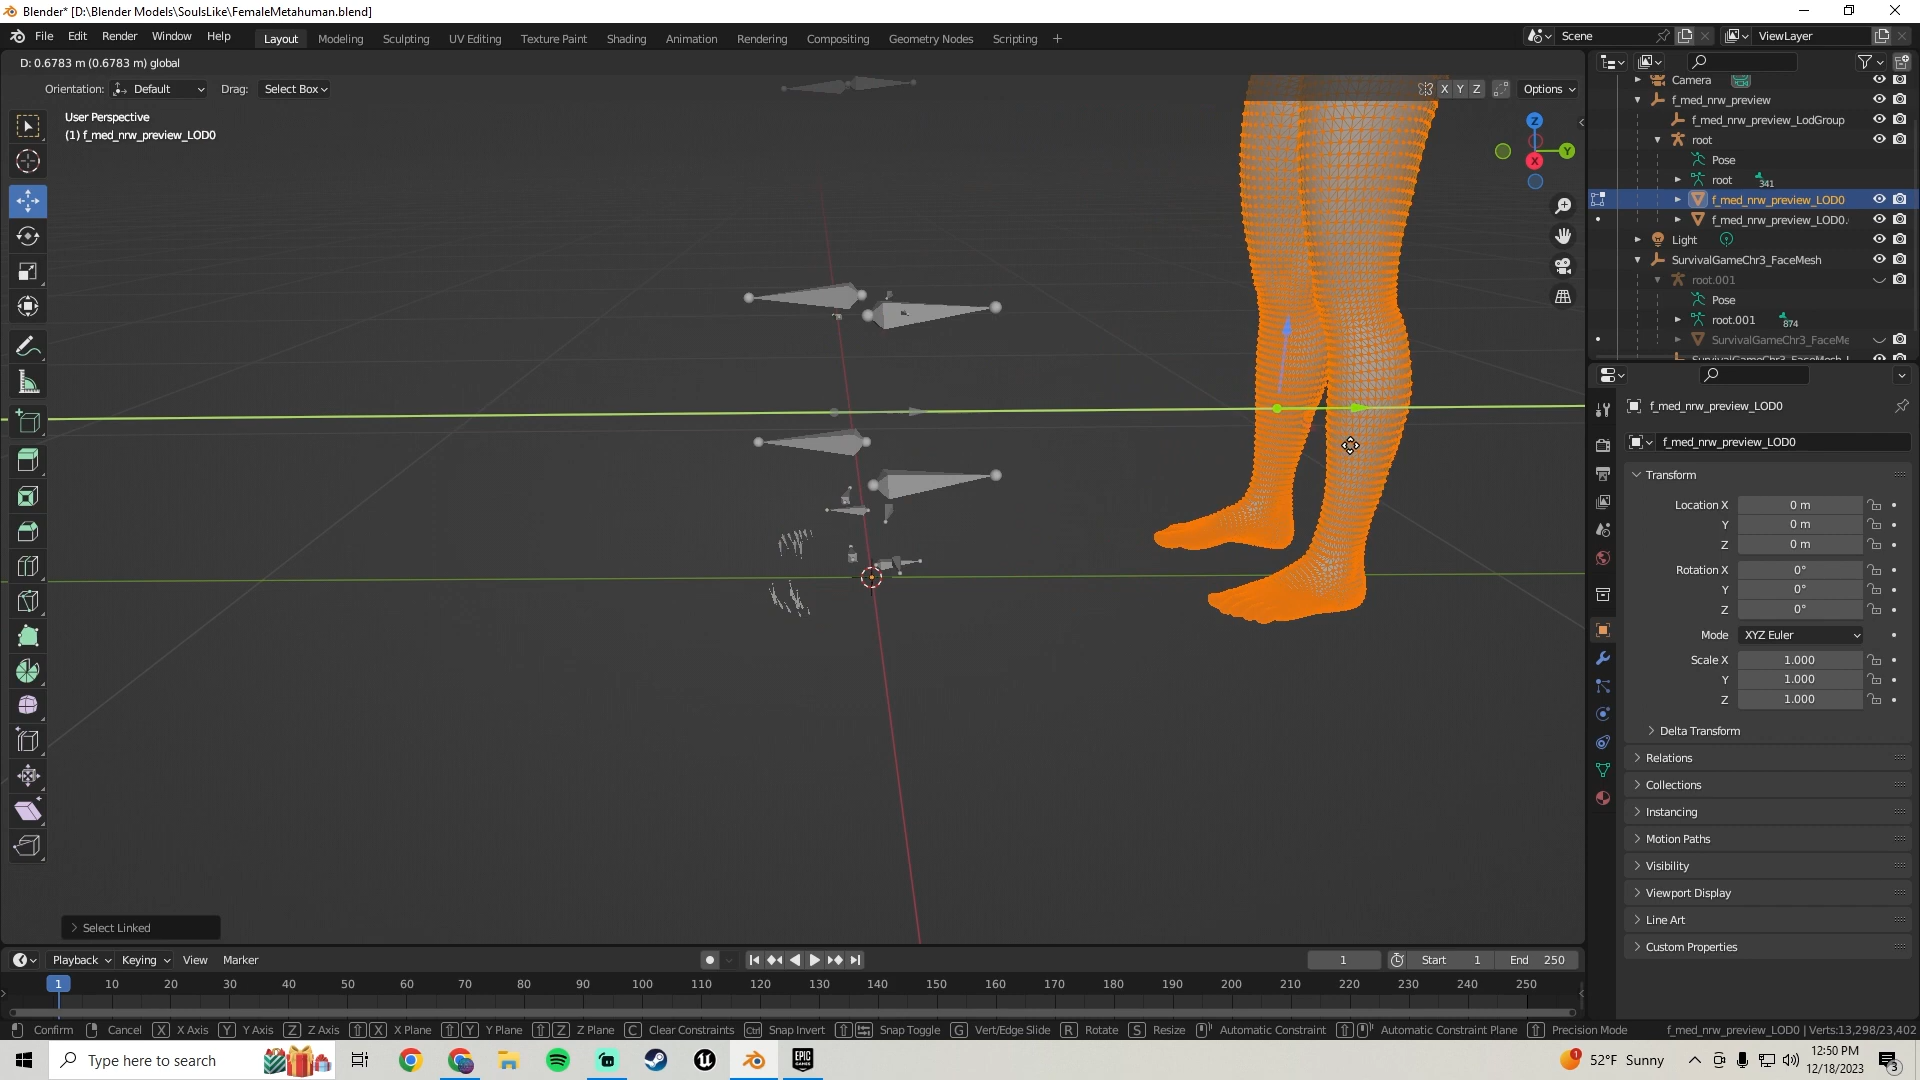 Blender* [D:\Blender Models\SoulsLike\FemaleMetahuman.blend]
File Edit Render Window Help Layout Modeling Sculpting UV Editing Texture Paint Shading Animation Rendering Compositing Geometry Nodes Scripting + Scene ViewLayer
D: 0.6783 m (0.6783 m) global
Orientation: Default Drag: Select Box X Y Z Options
User Perspective
(1) f_med_nrw_preview_LOD0
Z
Y
X
Camera
f_med_nrw_preview
f_med_nrw_preview_LodGroup
root
Pose
root 341
f_med_nrw_preview_LOD0
f_med_nrw_preview_LOD0.
Light
SurvivalGameChr3_FaceMesh
root.001
Pose
root.001 874
SurvivalGameChr3_FaceMe
f_med_nrw_preview_LOD0
f_med_nrw_preview_LOD0
Transform
Location X 0 m
Y 0 m
Z 0 m
Rotation X 0°
Y 0°
Z 0°
Mode XYZ Euler
Scale X 1.000
Y 1.000
Z 1.000
Delta Transform
Relations
Collections
Instancing
Motion Paths
Visibility
Viewport Display
Line Art
Custom Properties
Select Linked
Playback Keying View Marker 1 Start 1 End 250
1 10 20 30 40 50 60 70 80 90 100 110 120 130 140 150 160 170 180 190 200 210 220 230 240 250
Confirm Cancel X X Axis Y Y Axis Z Z Axis X X Plane Y Y Plane Z Z Plane C Clear Constraints Ctrl Snap Invert Snap Toggle G Vert/Edge Slide R Rotate S Resize Automatic Constraint Automatic Constraint Plane Precision Mode f_med_nrw_preview_LOD0 | Verts:13,298/23,402
Type here to search EPIC GAMES 1 52°F Sunny 12:50 PM
12/18/2023 3